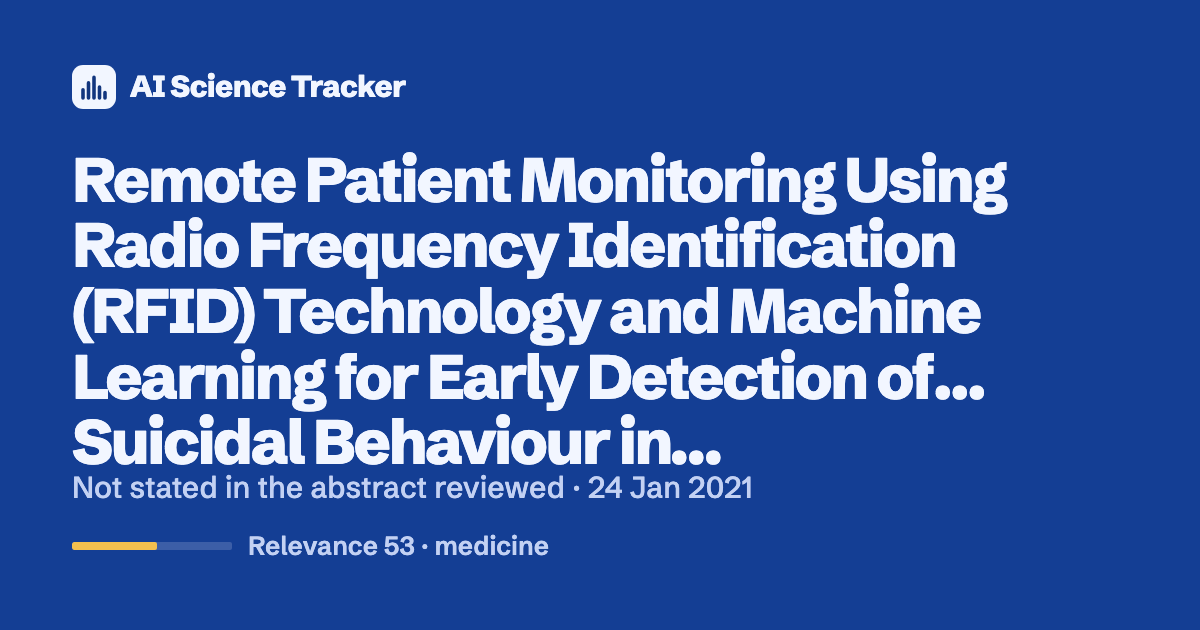 AI Science Tracker
Remote Patient Monitoring Using
Radio Frequency Identification
(RFID) Technology and Machine
Learning for Early Detection of…
Suicidal Behaviour in…
Not stated in the abstract reviewed · 24 Jan 2021
Relevance 53 · medicine